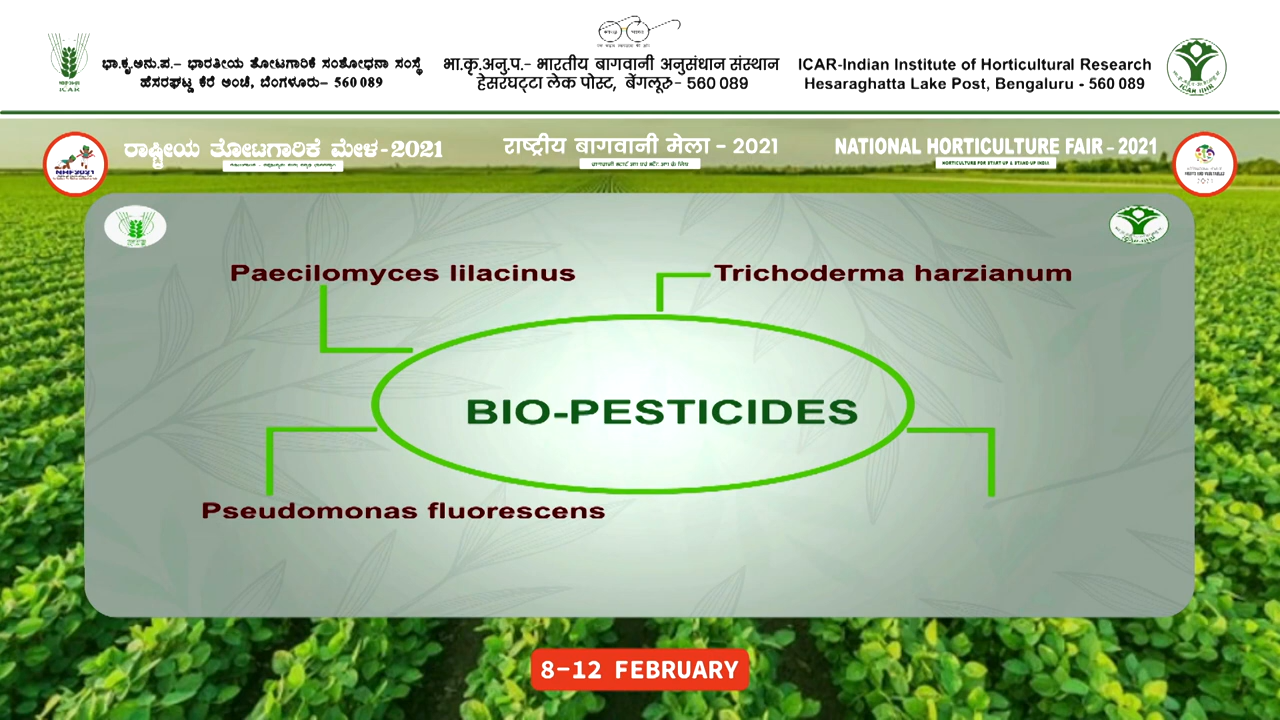 ಭಾ.ಕೃ.ಅನು.ಪ.– ಭಾರತೀಯ ತೋಟಗಾರಿಕೆ ಸಂಶೋಧನಾ ಸಂಸ್ಥೆ
ಹೆಸರಘಟ್ಟ ಕೆರೆ ಅಂಚೆ, ಬೆಂಗಳೂರು– 560 089
भा.कृ.अनु.प.- भारतीय बागवानी अनुसंधान संस्थान
हेसरघट्टा लेक पोस्ट, बेंगलूरु- 560 089
ICAR-Indian Institute of Horticultural Research
Hesaraghatta Lake Post, Bengaluru - 560 089
ICAR
ರಾಷ್ಟ್ರೀಯ ತೋಟಗಾರಿಕೆ ಮೇಳ-2021
राष्ट्रीय बागवानी मेला - 2021
NATIONAL HORTICULTURE FAIR - 2021
HORTICULTURE FOR START UP & STAND UP INDIA
NHF2021
Paecilomyces lilacinus
Trichoderma harzianum
BIO-PESTICIDES
Pseudomonas fluorescens
8-12 FEBRUARY